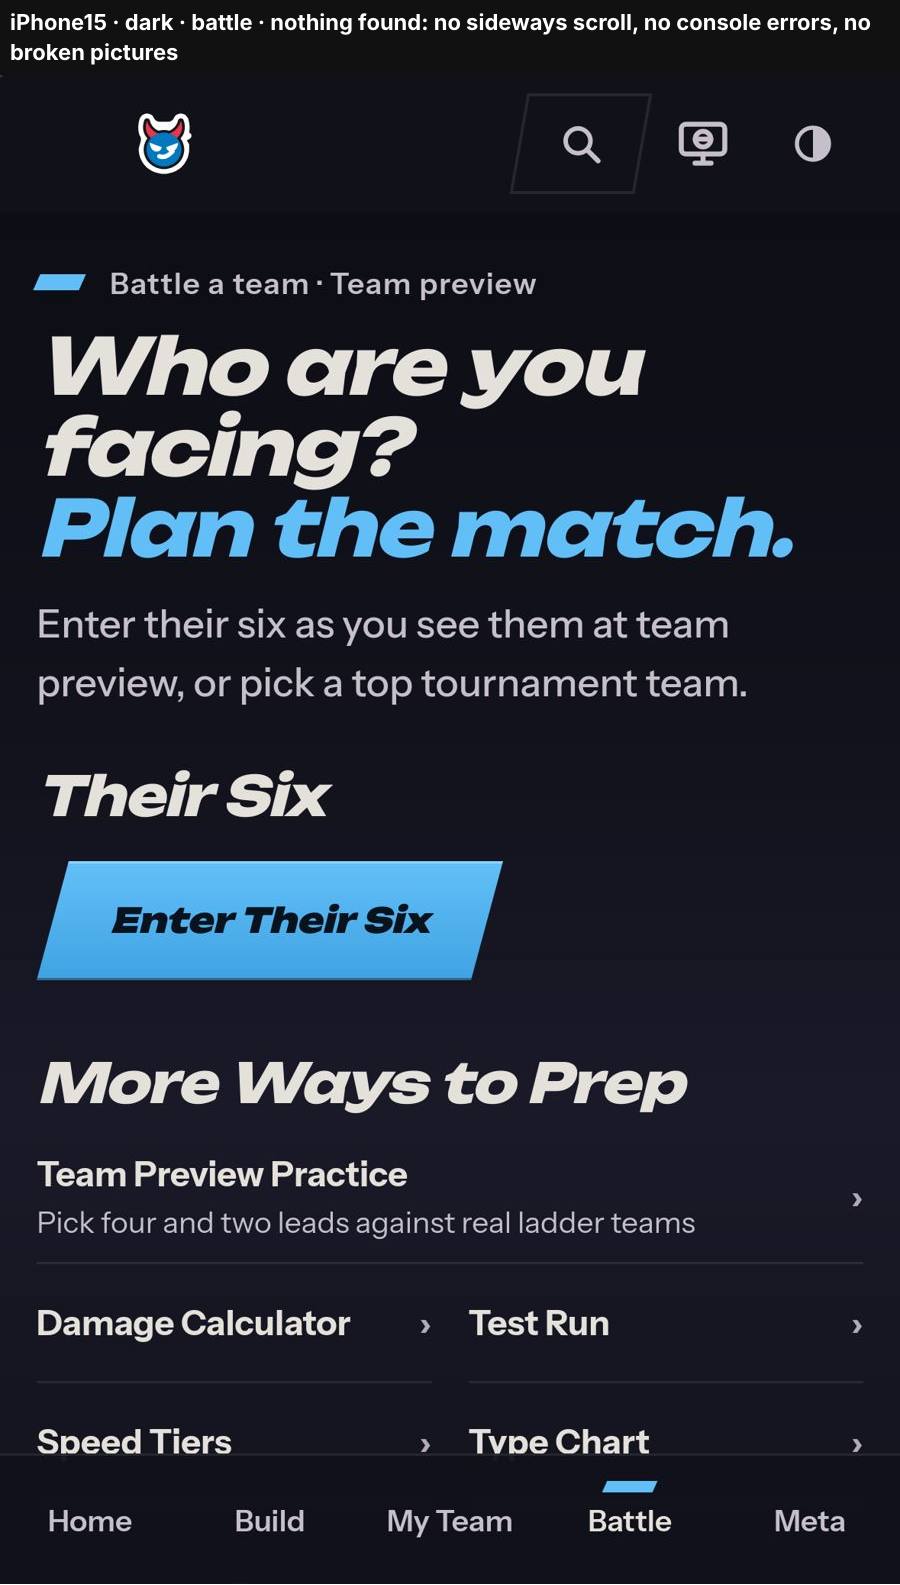 iPhone15 · dark · battle · nothing found: no sideways scroll, no console errors, no
broken pictures
Battle a team · Team preview
Who are you
facing?
Plan the match.
Enter their six as you see them at team
preview, or pick a top tournament team.
Their Six
Enter Their Six
More Ways to Prep
Team Preview Practice
Pick four and two leads against real ladder teams
›
Damage Calculator ›
Test Run ›
Speed Tiers ›
Type Chart ›
Home
Build
My Team
Battle
Meta